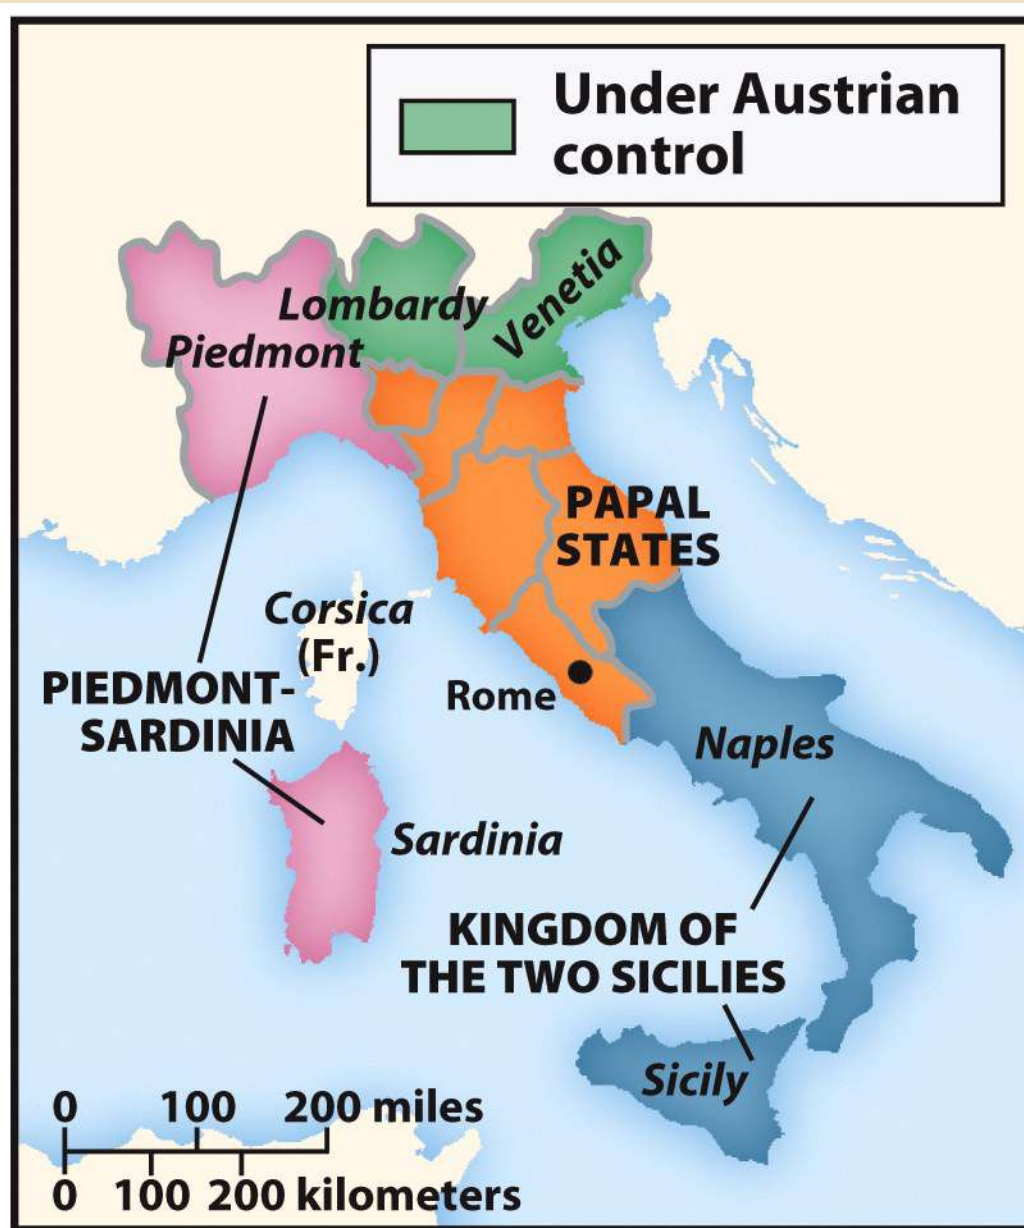 Under Austrian
control
Lombardy
Venetia
Piedmont
PAPAL
STATES
Corsica
(Fr.)
PIEDMONT-
SARDINIA
Rome
Naples
Sardinia
KINGDOM OF
THE TWO SICILIES
Sicily
0 100 200 miles
0 100 200 kilometers